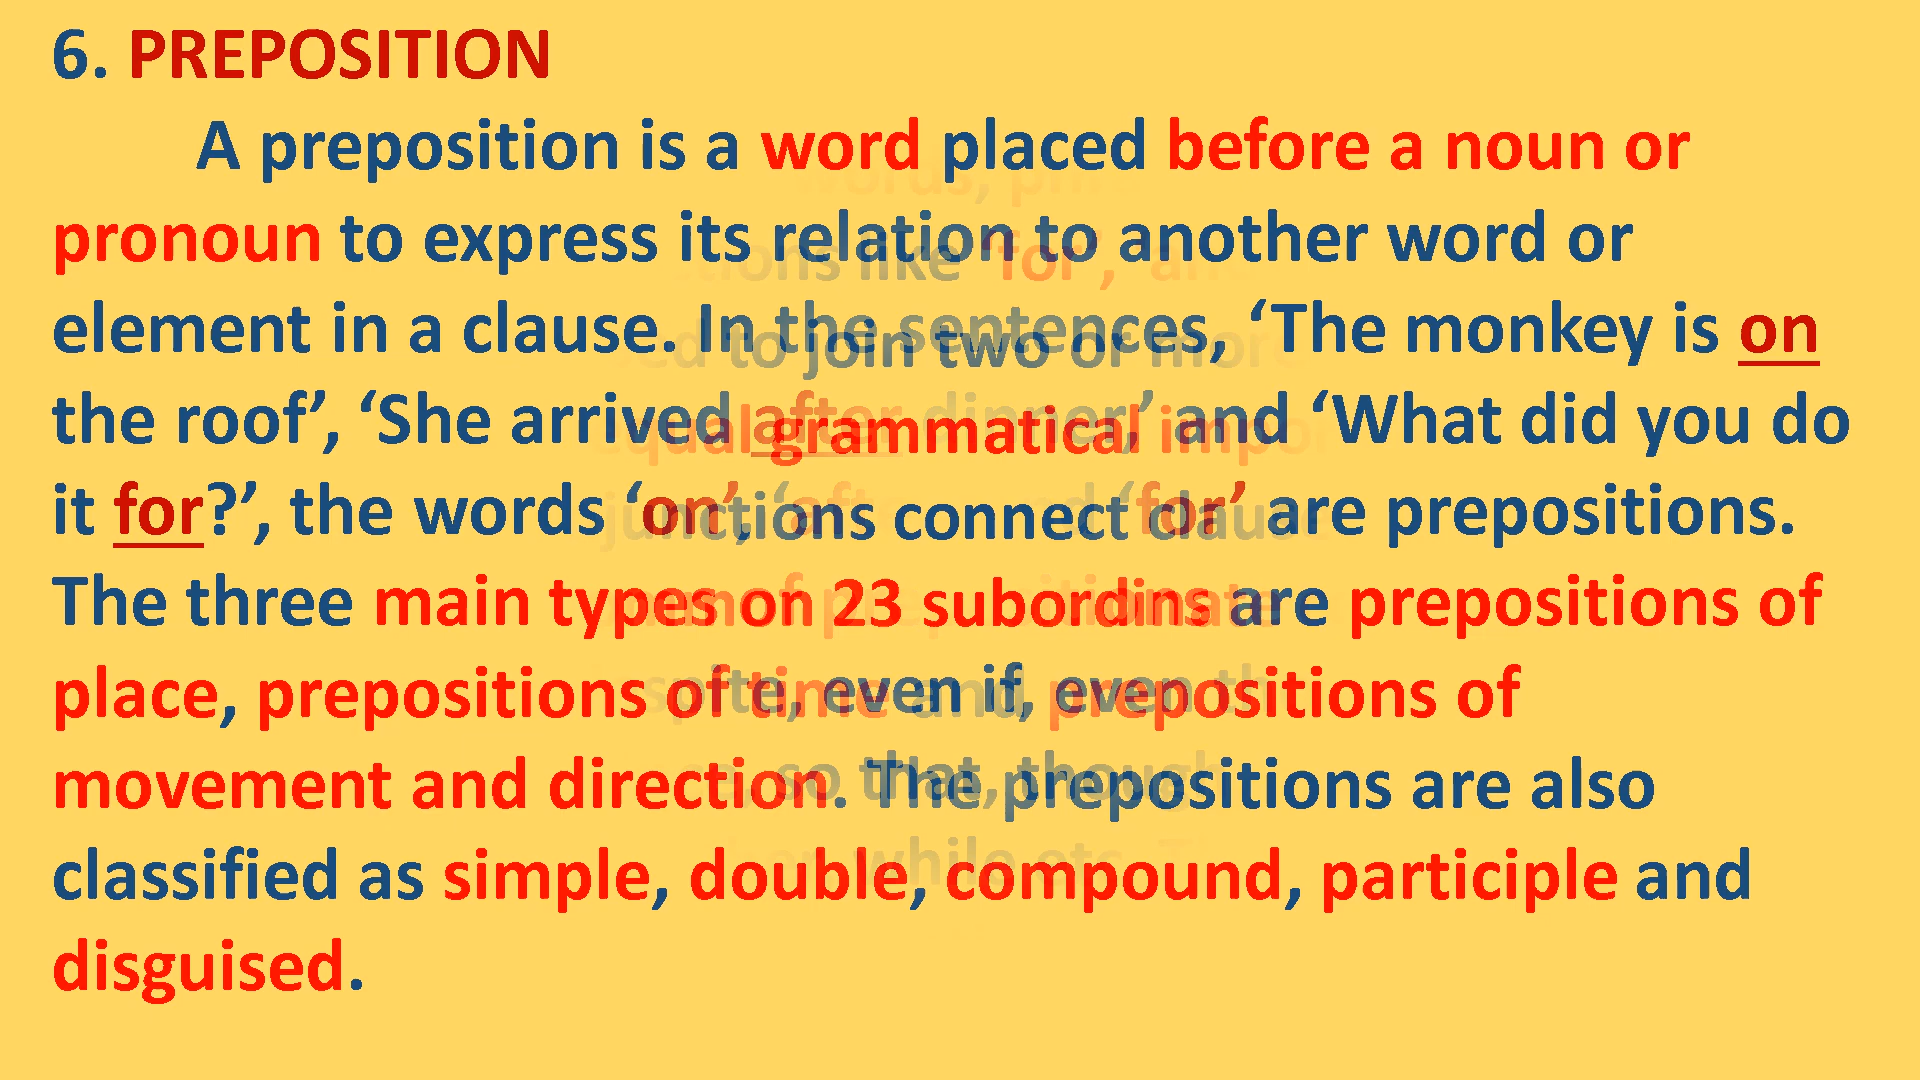 6. PREPOSITION
A preposition is a word placed before a noun or
pronoun to express its relation to another word or
element in a clause. In the sentences, ‘The monkey is on
the roof’, ‘She arrived after dinner,’ and ‘What did you do
it for?’, the words ‘on’, ‘after’ and ‘for’ are prepositions.
The three main types of prepositions are prepositions of
place, prepositions of time and prepositions of
movement and direction. The prepositions are also
classified as simple, double, compound, participle and
disguised.